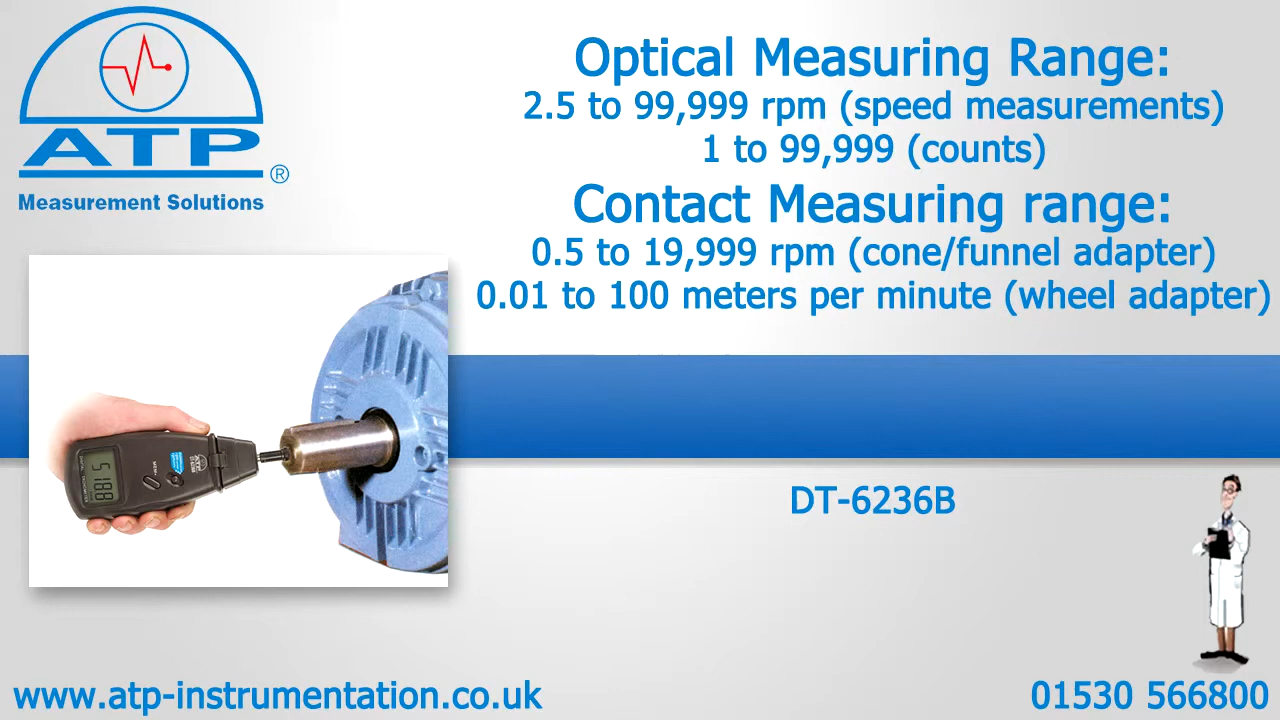 ATP
®
Measurement Solutions
Optical Measuring Range:
2.5 to 99,999 rpm (speed measurements)
1 to 99,999 (counts)
Contact Measuring range:
0.5 to 19,999 rpm (cone/funnel adapter)
0.01 to 100 meters per minute (wheel adapter)
DT-6236B
www.atp-instrumentation.co.uk
01530 566800